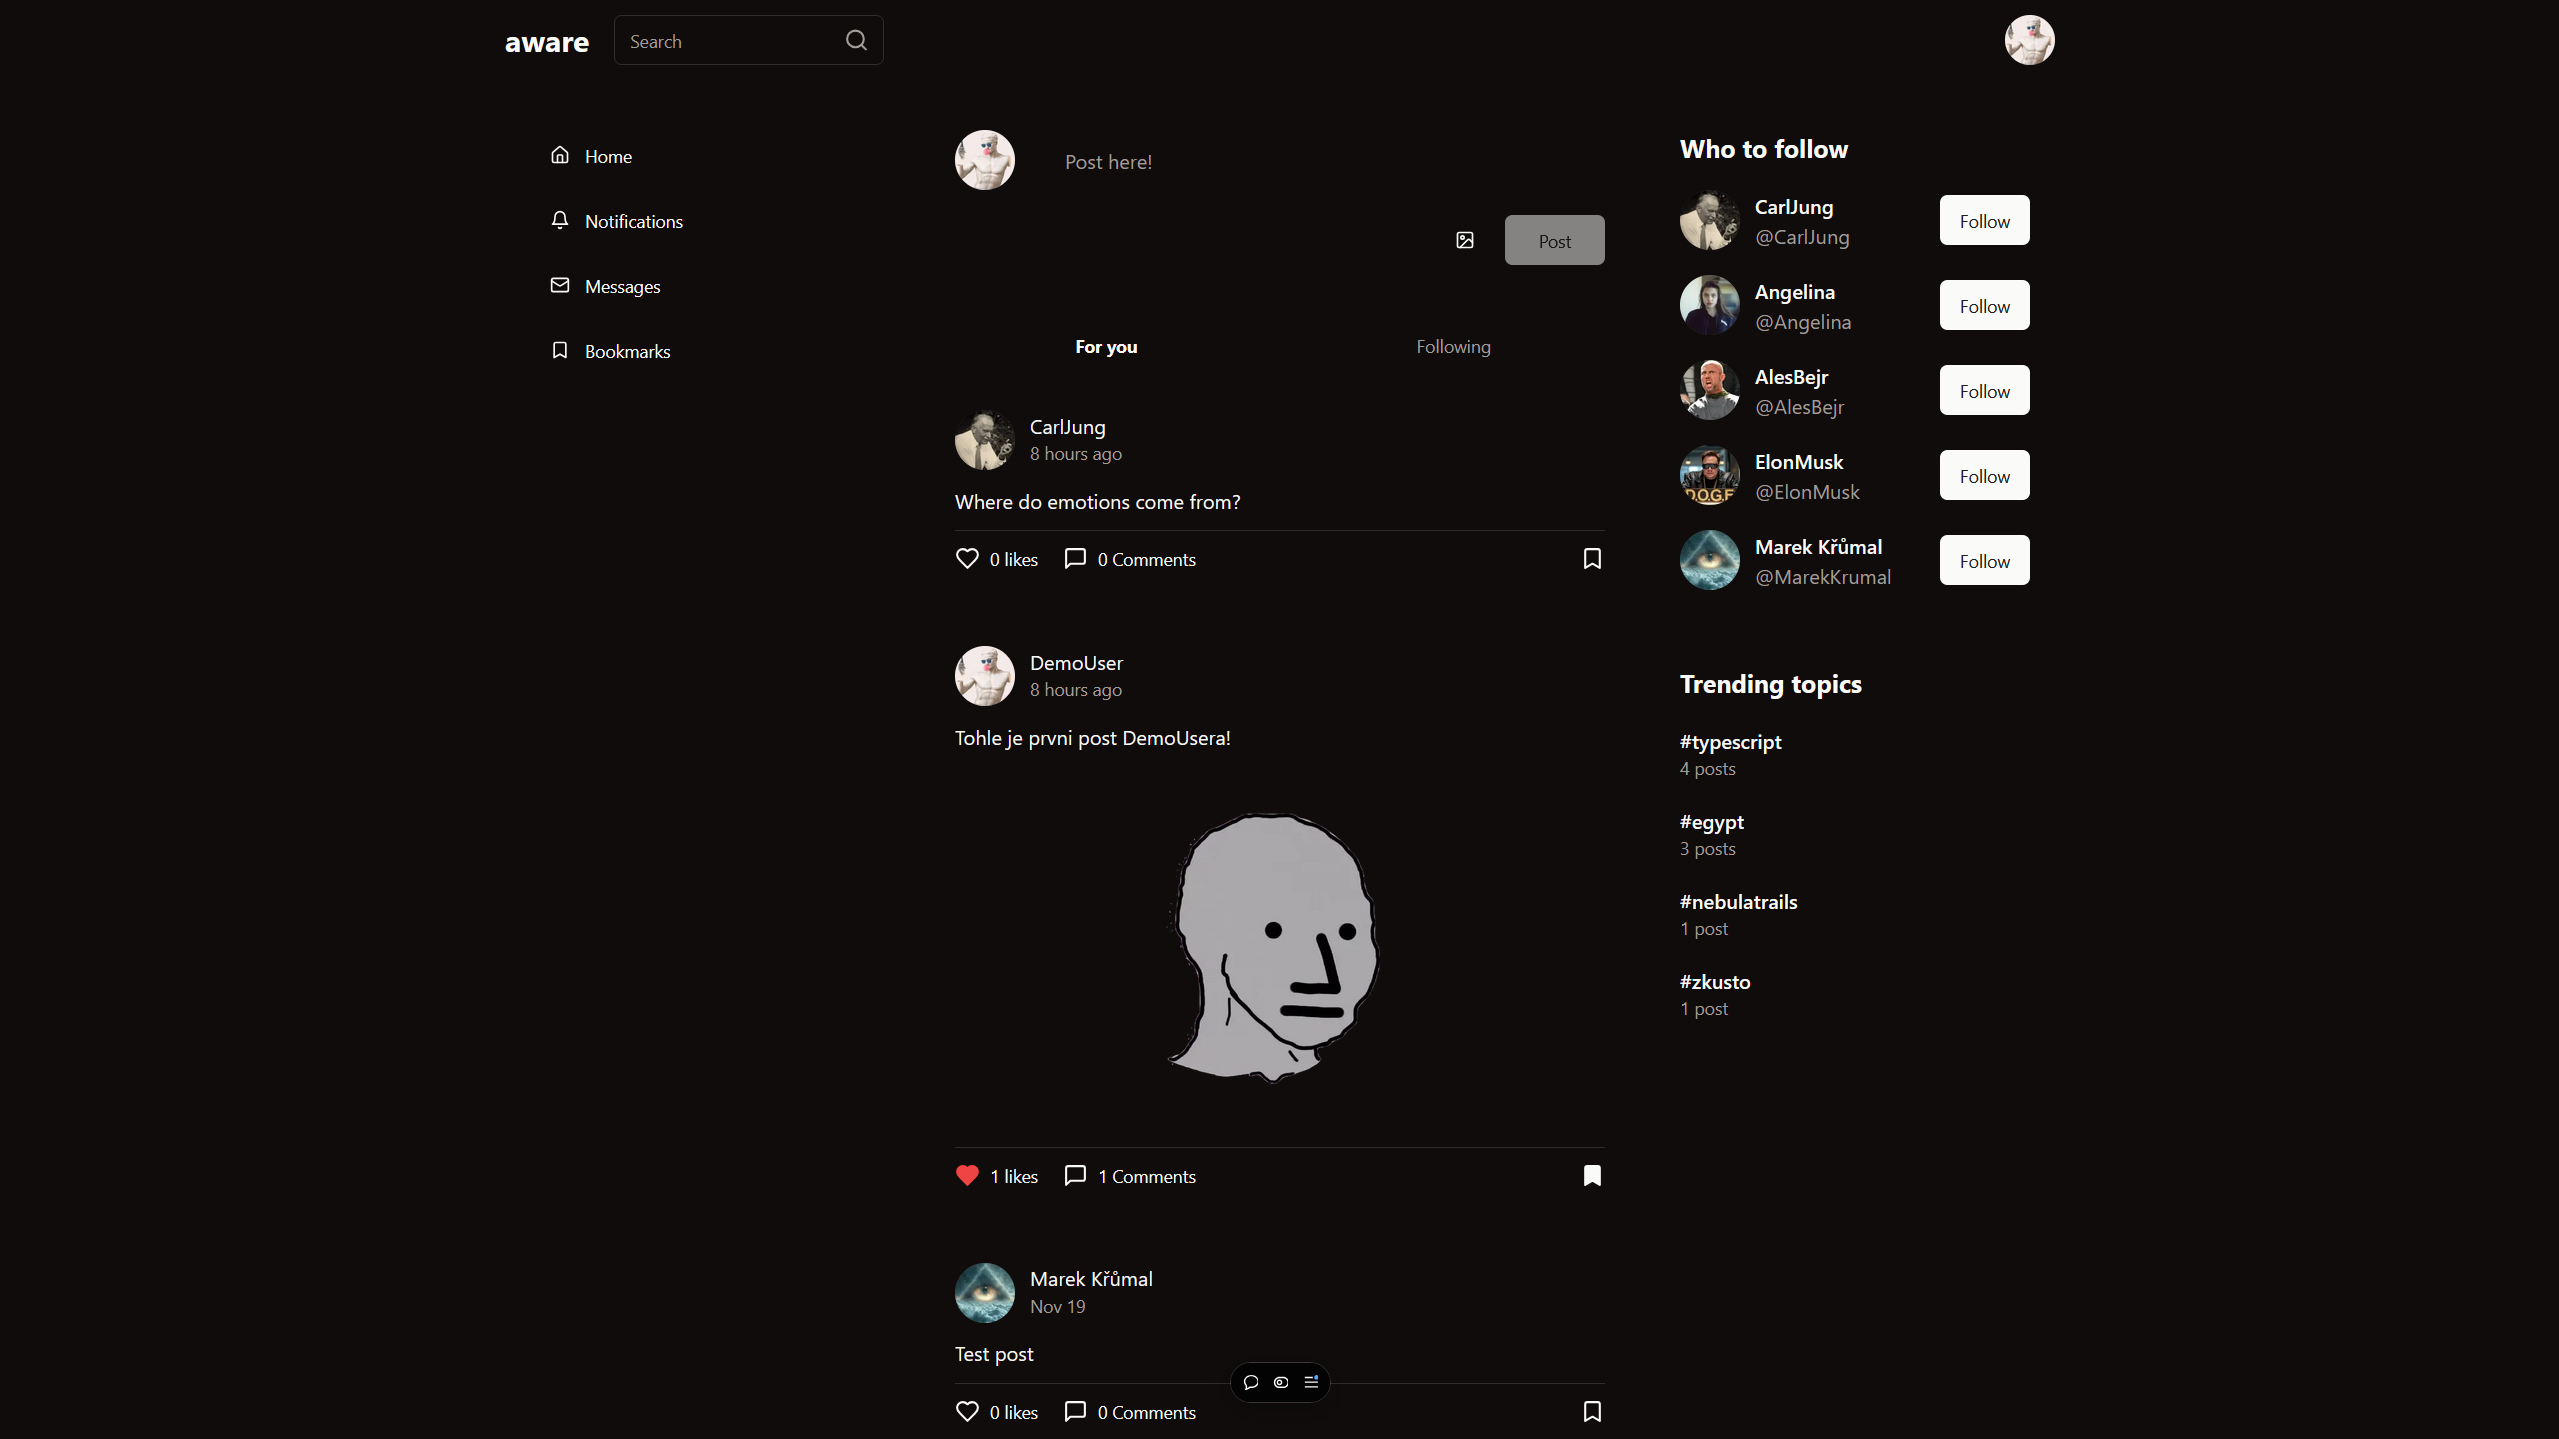 aware
Search
Home
Notifications
Messages
Bookmarks
Post here!
Post
For you
Following
CarlJung
8 hours ago
Where do emotions come from?
0 likes
0 Comments
DemoUser
8 hours ago
Tohle je prvni post DemoUsera!
1 likes
1 Comments
Marek Křůmal
Nov 19
Test post
0 likes
0 Comments
Who to follow
CarlJung
@CarlJung
Follow
Angelina
@Angelina
Follow
AlesBejr
@AlesBejr
Follow
D.O.G.E
ElonMusk
@ElonMusk
Follow
Marek Křůmal
@MarekKrumal
Follow
Trending topics
#typescript
4 posts
#egypt
3 posts
#nebulatrails
1 post
#zkusto
1 post